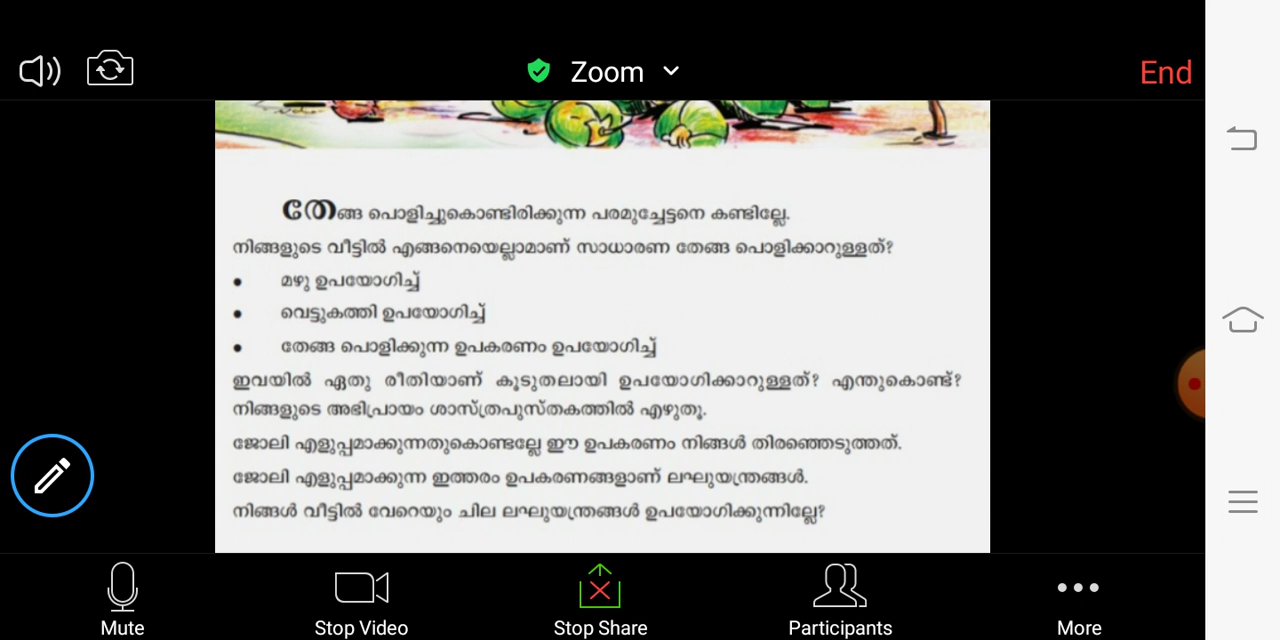 Zoom
End
തേങ്ങ പൊളിച്ചുകൊണ്ടിരിക്കുന്ന പരമുച്ചേട്ടനെ കണ്ടില്ലേ.
നിങ്ങളുടെ വീട്ടിൽ എങ്ങനെയെല്ലാമാണ് സാധാരണ തേങ്ങ പൊളിക്കാറുള്ളത്?
• മഴു ഉപയോഗിച്ച്
• വെട്ടുകത്തി ഉപയോഗിച്ച്
• തേങ്ങ പൊളിക്കുന്ന ഉപകരണം ഉപയോഗിച്ച്
ഇവയിൽ ഏതു രീതിയാണ് കൂടുതലായി ഉപയോഗിക്കാറുള്ളത്? എന്തുകൊണ്ട്?
നിങ്ങളുടെ അഭിപ്രായം ശാസ്ത്രപുസ്തകത്തിൽ എഴുതൂ.
ജോലി എളുപ്പമാക്കുന്നതുകൊണ്ടല്ലേ ഈ ഉപകരണം നിങ്ങൾ തിരഞ്ഞെടുത്തത്.
ജോലി എളുപ്പമാക്കുന്ന ഇത്തരം ഉപകരണങ്ങളാണ് ലഘുയന്ത്രങ്ങൾ.
നിങ്ങൾ വീട്ടിൽ വേറെയും ചില ലഘുയന്ത്രങ്ങൾ ഉപയോഗിക്കുന്നില്ലേ?
Mute
Stop Video
Stop Share
Participants
More